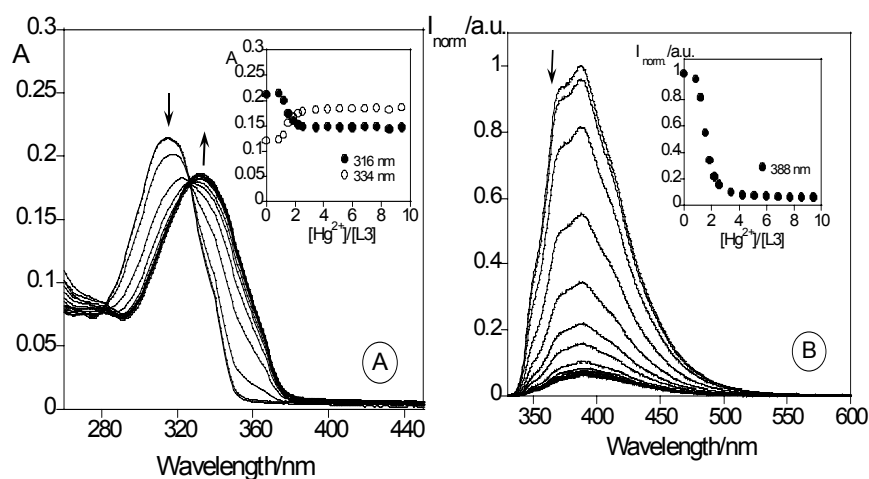 0.3
A
0.25
0.2
0.15
0.1
0.05
0
280 320 360 400 440
Wavelength/nm
A
A
0.3
0.25
0.2
0.15
0.1
0.05
0
0 2 4 6 8 10
[Hg2+]/[L3]
316 nm
334 nm
I norm/a.u.
1
0.8
0.6
0.4
0.2
0
350 400 450 500 550 600
Wavelength/nm
B
I norm./a.u.
1
0.8
0.6
0.4
0.2
0
0 2 4 6 8 10
[Hg2+]/[L3]
388 nm